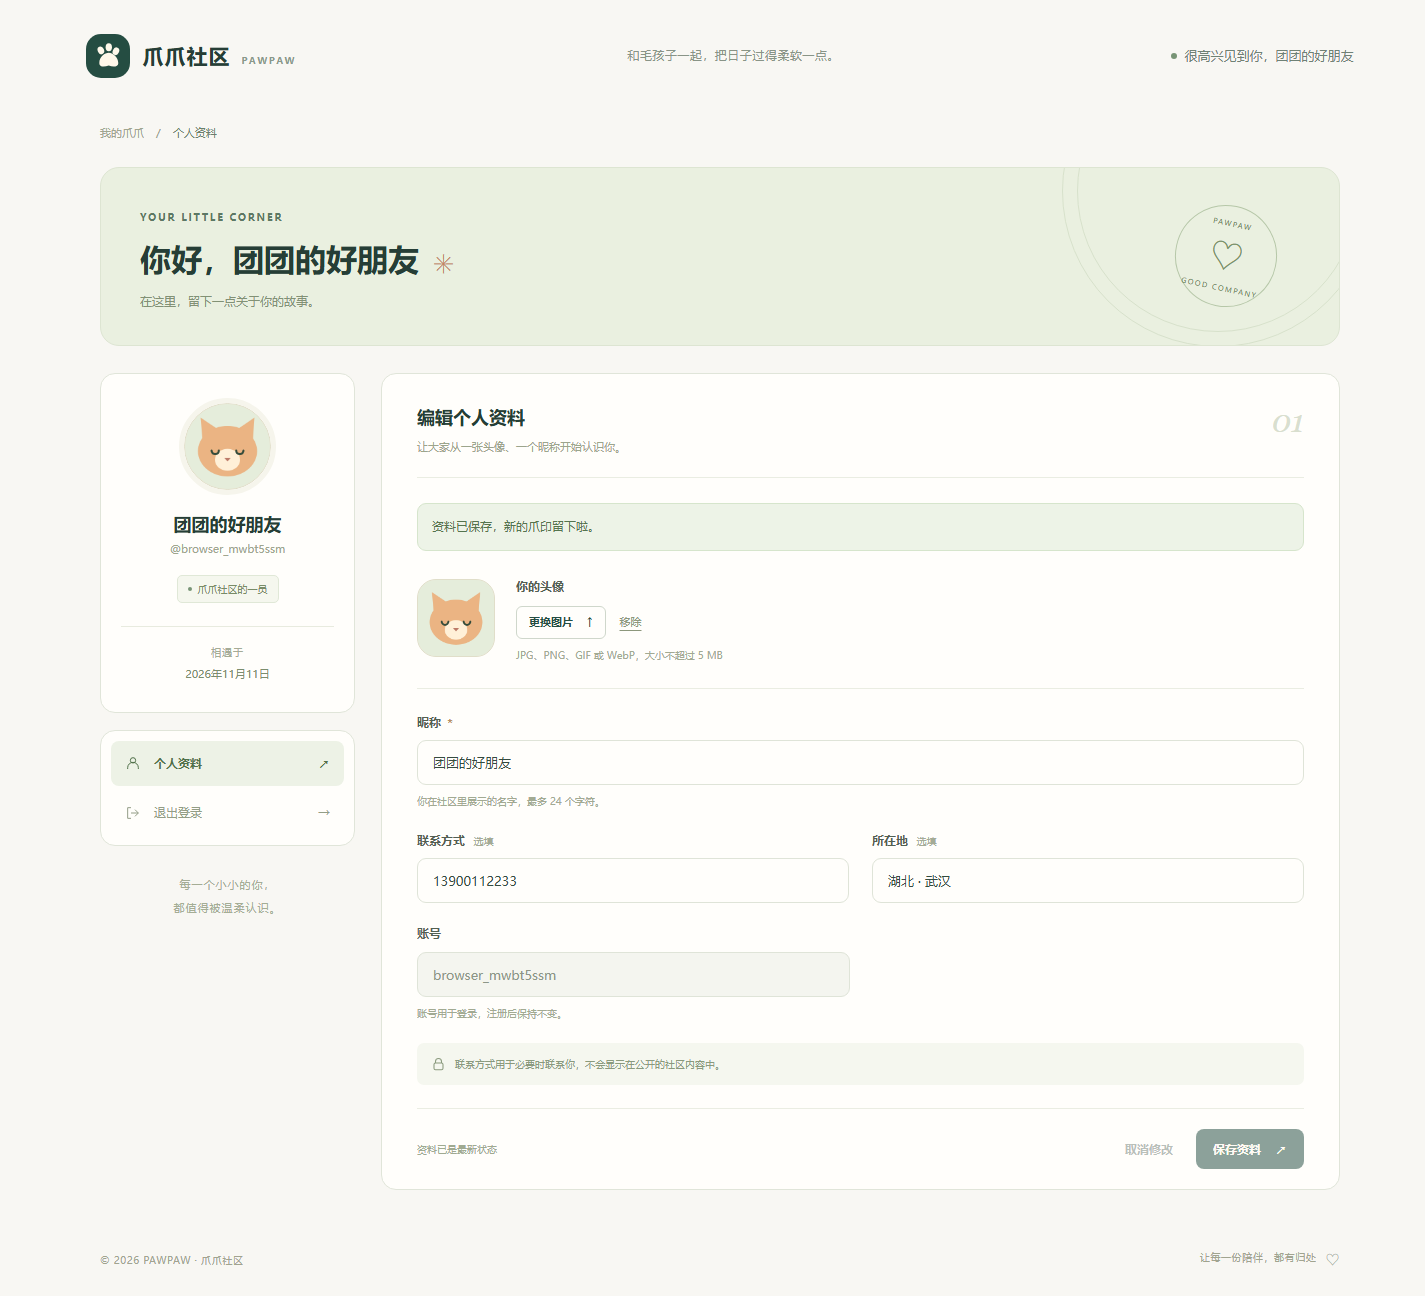 爪爪社区 PAWPAW
和毛孩子一起，把日子过得柔软一点。
很高兴见到你，团团的好朋友
我的爪爪 / 个人资料
YOUR LITTLE CORNER
你好，团团的好朋友
在这里，留下一点关于你的故事。
PAWPAW
GOOD COMPANY
团团的好朋友
@browser_mwbt5ssm
爪爪社区的一员
相遇于
2026年11月11日
个人资料 ↗
退出登录 →
每一个小小的你，
都值得被温柔认识。
编辑个人资料
01
让大家从一张头像、一个昵称开始认识你。
资料已保存，新的爪印留下啦。
你的头像
更换图片 ↑ 移除
JPG、PNG、GIF 或 WebP，大小不超过 5 MB
昵称 *
团团的好朋友
你在社区里展示的名字，最多 24 个字符。
联系方式 选填
13900112233
所在地 选填
湖北 · 武汉
账号
browser_mwbt5ssm
账号用于登录，注册后保持不变。
联系方式用于必要时联系你，不会显示在公开的社区内容中。
资料已是最新状态
取消修改
保存资料 ↗
© 2026 PAWPAW · 爪爪社区
让每一份陪伴，都有归处 ♡